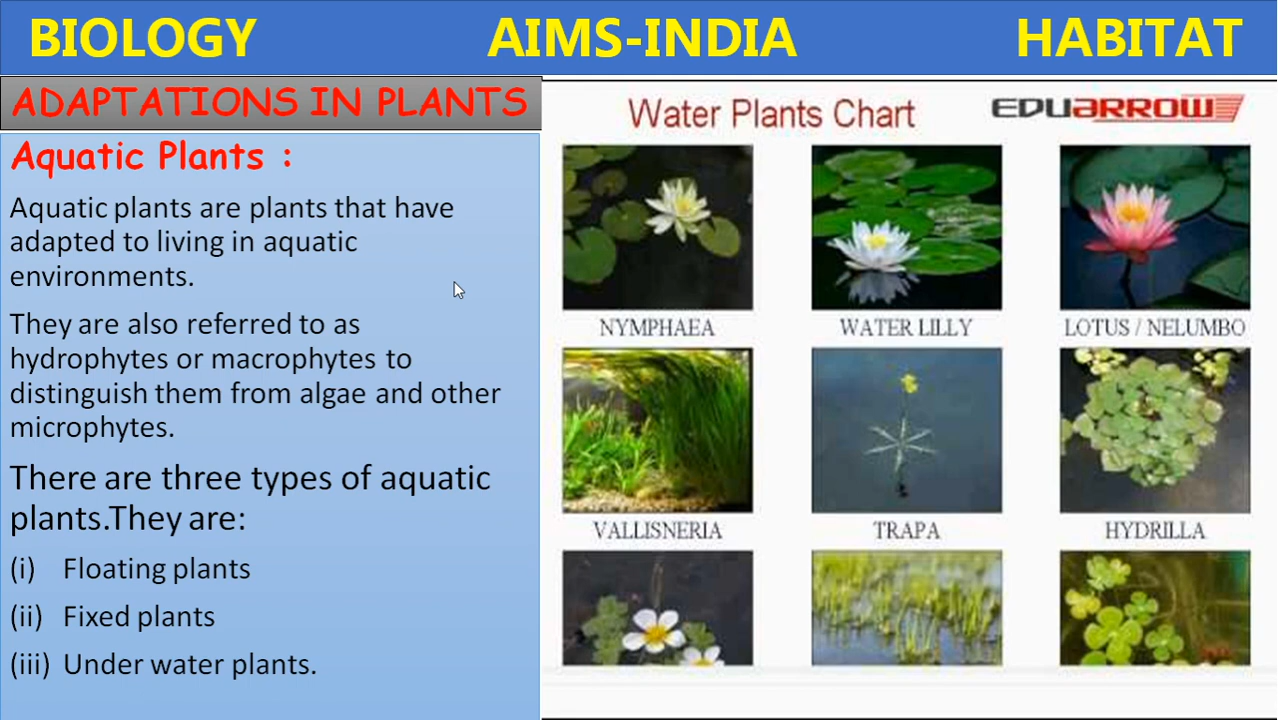 BIOLOGY AIMS-INDIA HABITAT
ADAPTATIONS IN PLANTS
Aquatic Plants :
Aquatic plants are plants that have
adapted to living in aquatic
environments.
They are also referred to as
hydrophytes or macrophytes to
distinguish them from algae and other
microphytes.
There are three types of aquatic
plants.They are:
(i) Floating plants
(ii) Fixed plants
(iii) Under water plants.
Water Plants Chart
EDUARROW
NYMPHAEA
WATER LILLY
LOTUS / NELUMBO
VALLISNERIA
TRAPA
HYDRILLA